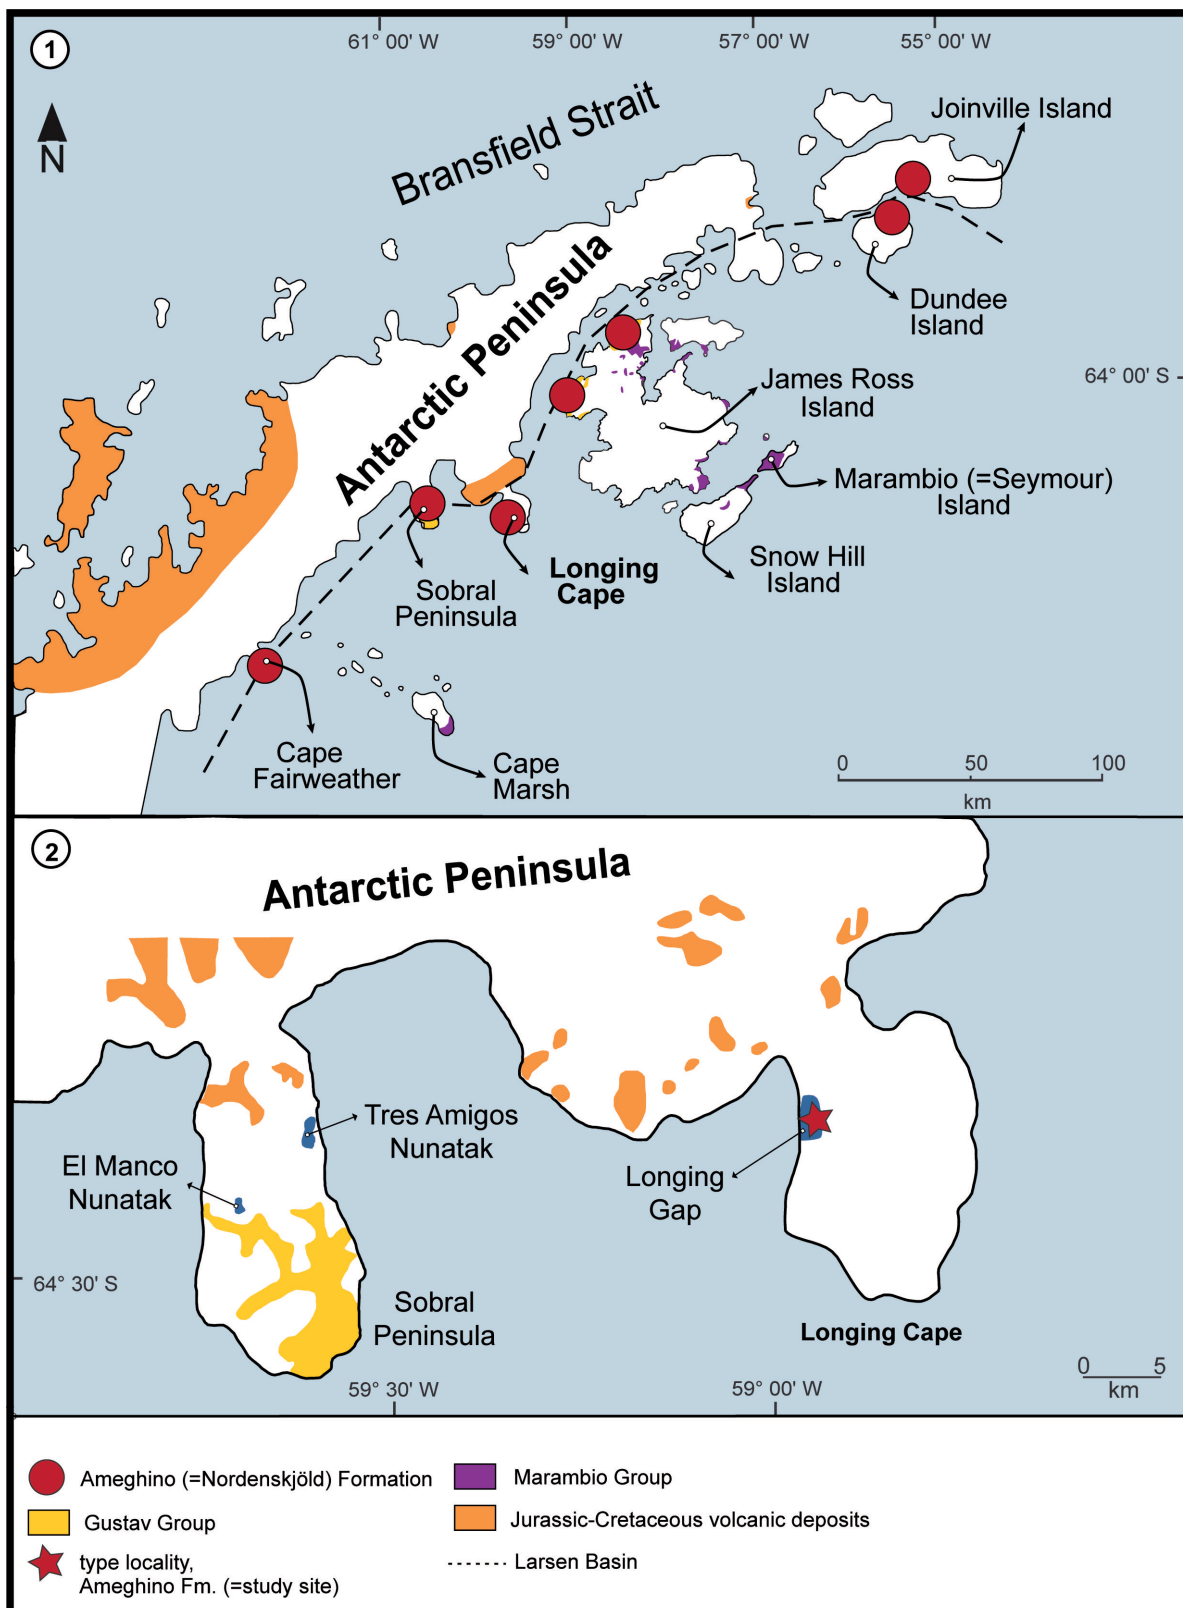 1
61° 00' W
59° 00' W
57° 00' W
55° 00' W
N
Bransfield Strait
Joinville Island
Antarctic Peninsula
Dundee
Island
64° 00' S
James Ross
Island
Marambio (=Seymour)
Island
Snow Hill
Island
Longing
Cape
Sobral
Peninsula
Cape
Fairweather
Cape
Marsh
0 50 100
km
2
Antarctic Peninsula
Tres Amigos
Nunatak
El Manco
Nunatak
Longing
Gap
64° 30' S
Sobral
Peninsula
Longing Cape
59° 30' W
59° 00' W
0 5
km
Ameghino (=Nordenskjöld) Formation
Marambio Group
Gustav Group
Jurassic-Cretaceous volcanic deposits
type locality,
Ameghino Fm. (=study site)
Larsen Basin